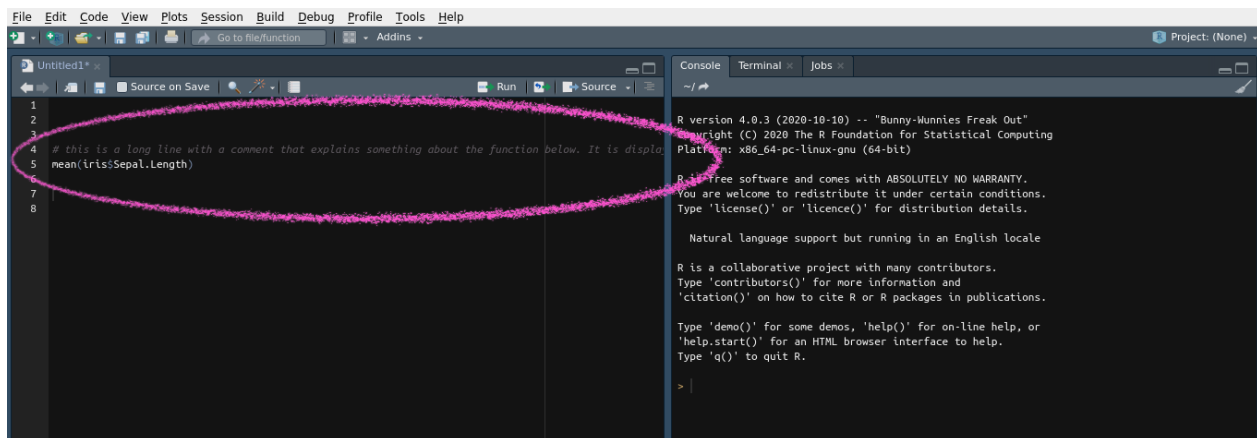 File Edit Code View Plots Session Build Debug Profile Tools Help
Go to file/function Addins Project: (None)
Untitled1*
Source on Save Run Source
1
2
3
4 # this is a long line with a comment that explains something about the function below. It is displa
5 mean(iris$Sepal.Length)
6
7
8
Console Terminal Jobs
~/
R version 4.0.3 (2020-10-10) -- "Bunny-Wunnies Freak Out"
Copyright (C) 2020 The R Foundation for Statistical Computing
Platform: x86_64-pc-linux-gnu (64-bit)
R is free software and comes with ABSOLUTELY NO WARRANTY.
You are welcome to redistribute it under certain conditions.
Type 'license()' or 'licence()' for distribution details.
Natural language support but running in an English locale
R is a collaborative project with many contributors.
Type 'contributors()' for more information and
'citation()' on how to cite R or R packages in publications.
Type 'demo()' for some demos, 'help()' for on-line help, or
'help.start()' for an HTML browser interface to help.
Type 'q()' to quit R.
>